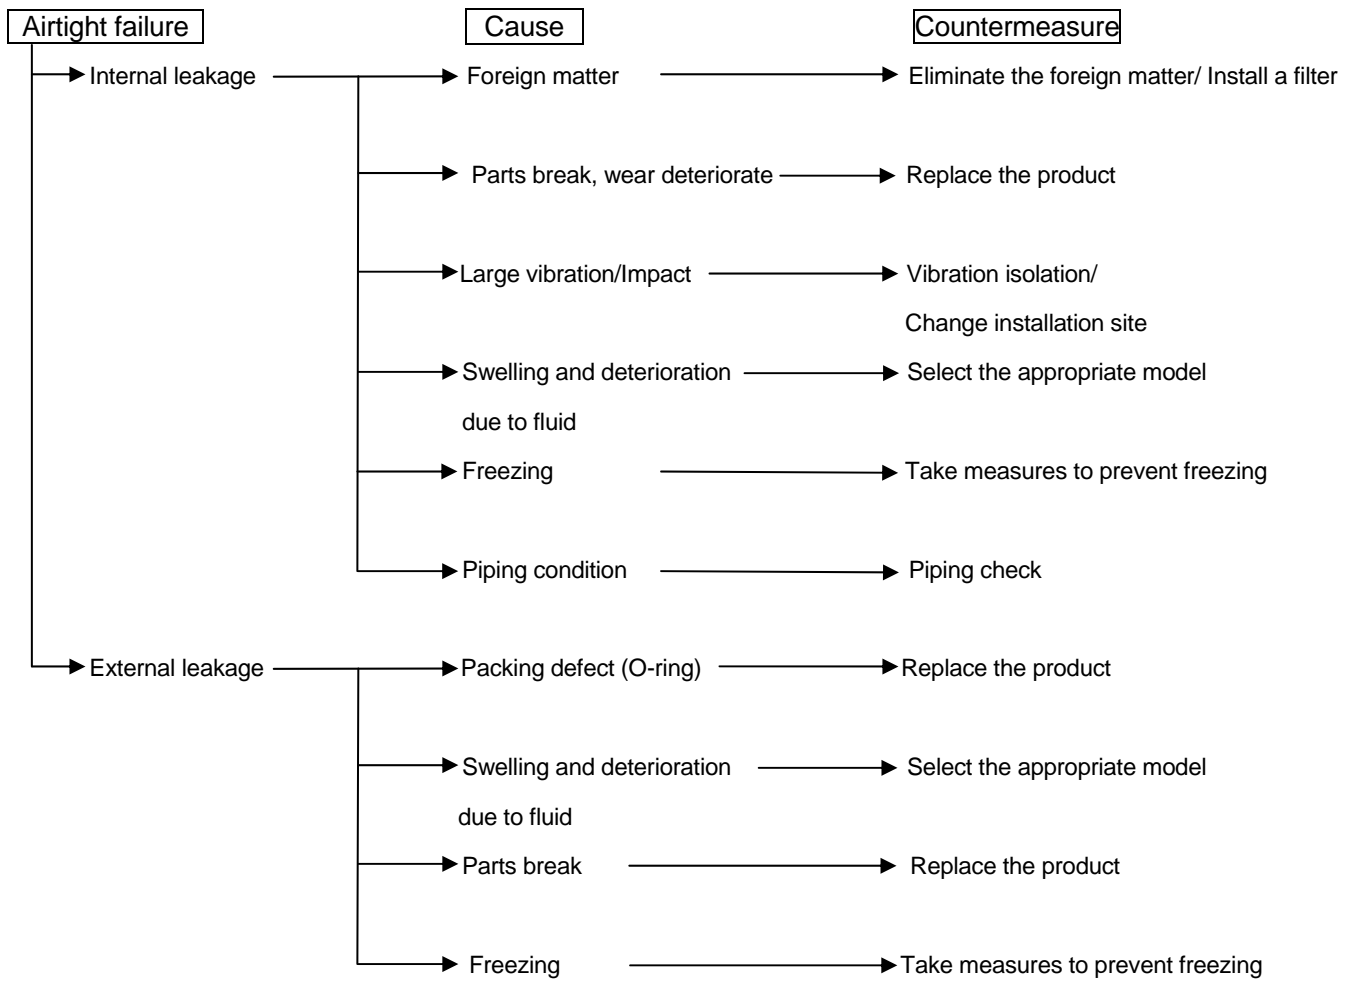 Airtight failure Cause Countermeasure
Internal leakage Foreign matter Eliminate the foreign matter/ Install a filter
Parts break, wear deteriorate Replace the product
Large vibration/Impact Vibration isolation/
Change installation site
Swelling and deterioration Select the appropriate model
due to fluid
Freezing Take measures to prevent freezing
Piping condition Piping check
External leakage Packing defect (O-ring) Replace the product
Swelling and deterioration Select the appropriate model
due to fluid
Parts break Replace the product
Freezing Take measures to prevent freezing